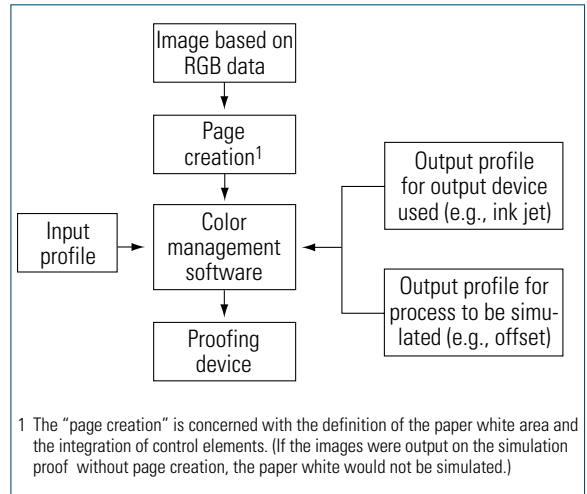 Image based on
RGB data
Page
creation1
Output profile
for output device
used (e.g., ink jet)
Input
profile
Color
management
software
Output profile for
process to be simu-
lated (e.g., offset)
Proofing
device
1 The “page creation” is concerned with the definition of the paper white area and
the integration of control elements. (If the images were output on the simulation
proof without page creation, the paper white would not be simulated.)